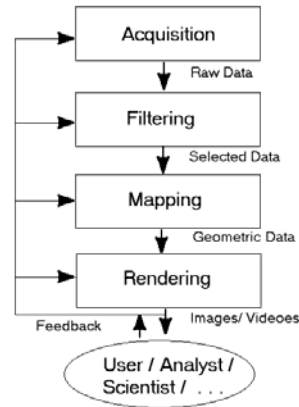 Acquisition
Raw Data
Filtering
Selected Data
Mapping
Geometric Data
Rendering
Feedback
Images/ Videoes
User / Analyst /
Scientist / . . .